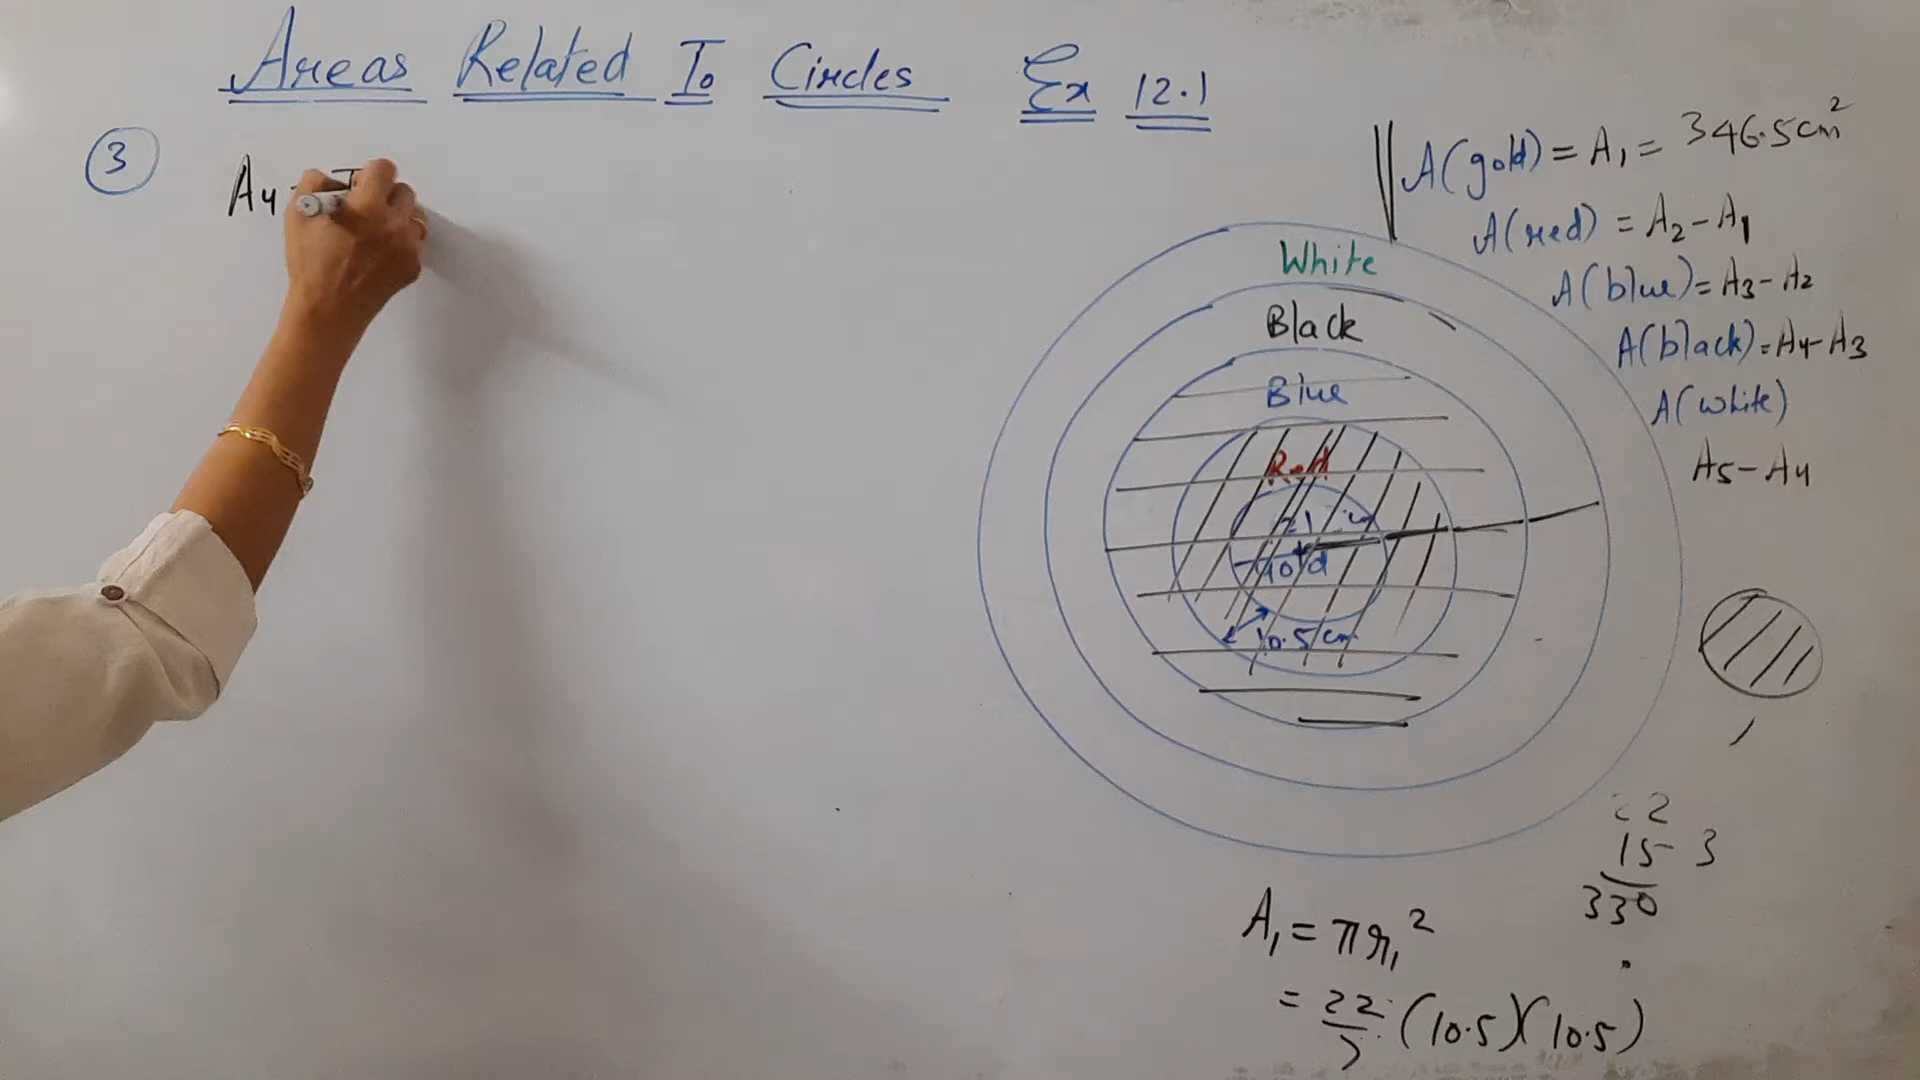 Areas Related To Circles Ex 12.1
3
A4
A(gold) = A1 = 346.5cm²
A(red) = A2 - A1
A(blue) = A3 - A2
A(black) = A4 - A3
A(white)
A5 - A4
White
Black
Blue
Red
21 cm
Gold
10.5 cm
22
15 3
330
A1 = πr1²
= 22/7 (10.5)(10.5)